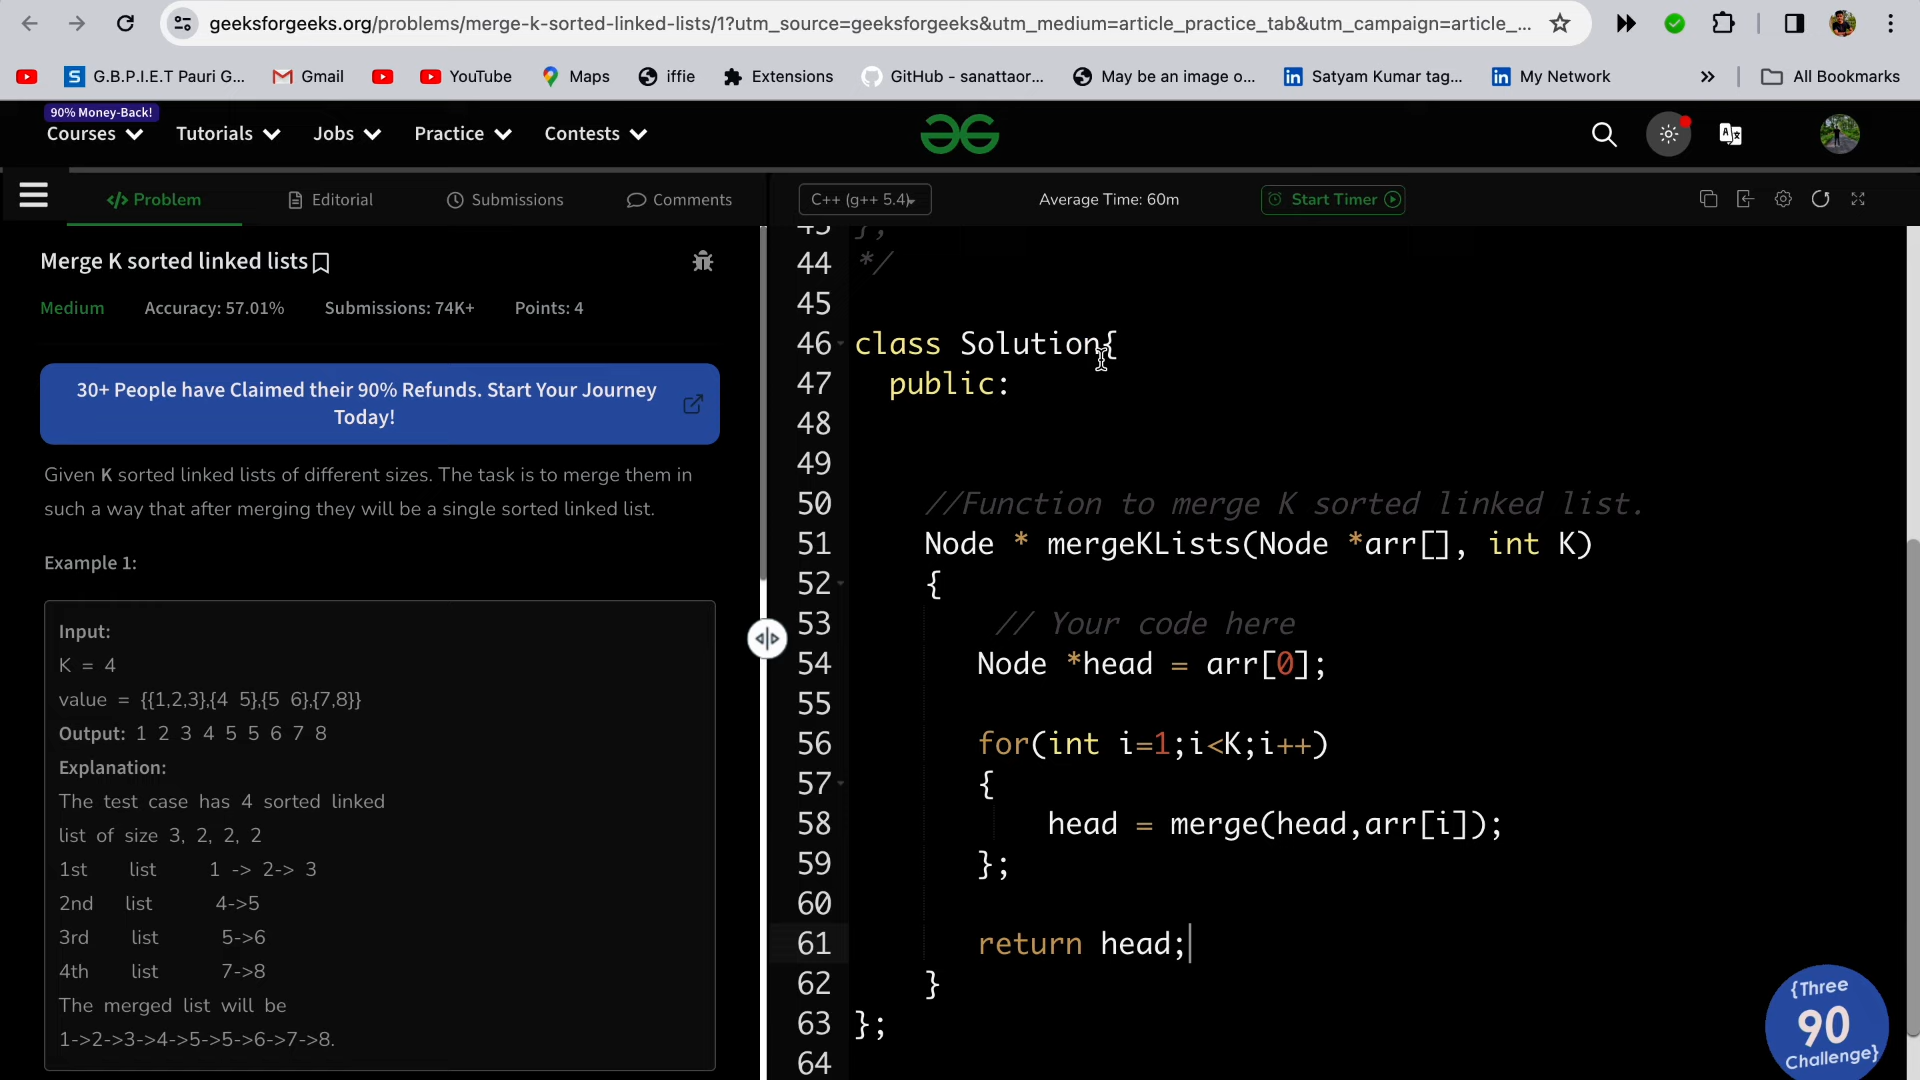 geeksforgeeks.org/problems/merge-k-sorted-linked-lists/1?utm_source=geeksforgeeks&utm_medium=article_practice_tab&utm_campaign=article_...
G.B.P.I.E.T Pauri G... Gmail YouTube Maps iffie Extensions GitHub - sanattaor... May be an image o... Satyam Kumar tag... My Network » All Bookmarks
90% Money-Back!
Courses Tutorials Jobs Practice Contests
</> Problem Editorial Submissions Comments
C++ (g++ 5.4) Average Time: 60m Start Timer
Merge K sorted linked lists
Medium Accuracy: 57.01% Submissions: 74K+ Points: 4
30+ People have Claimed their 90% Refunds. Start Your Journey
Today!
Given K sorted linked lists of different sizes. The task is to merge them in
such a way that after merging they will be a single sorted linked list.
Example 1:
Input:
K = 4
value = {{1,2,3},{4 5},{5 6},{7,8}}
Output: 1 2 3 4 5 5 6 7 8
Explanation:
The test case has 4 sorted linked
list of size 3, 2, 2, 2
1st list 1 -> 2-> 3
2nd list 4->5
3rd list 5->6
4th list 7->8
The merged list will be
1->2->3->4->5->5->6->7->8.
43 };
44 */
45
46 class Solution{
47 public:
48
49
50 //Function to merge K sorted linked list.
51 Node * mergeKLists(Node *arr[], int K)
52 {
53 // Your code here
54 Node *head = arr[0];
55
56 for(int i=1;i<K;i++)
57 {
58 head = merge(head,arr[i]);
59 };
60
61 return head;
62 }
63 };
64
{Three
90
Challenge}